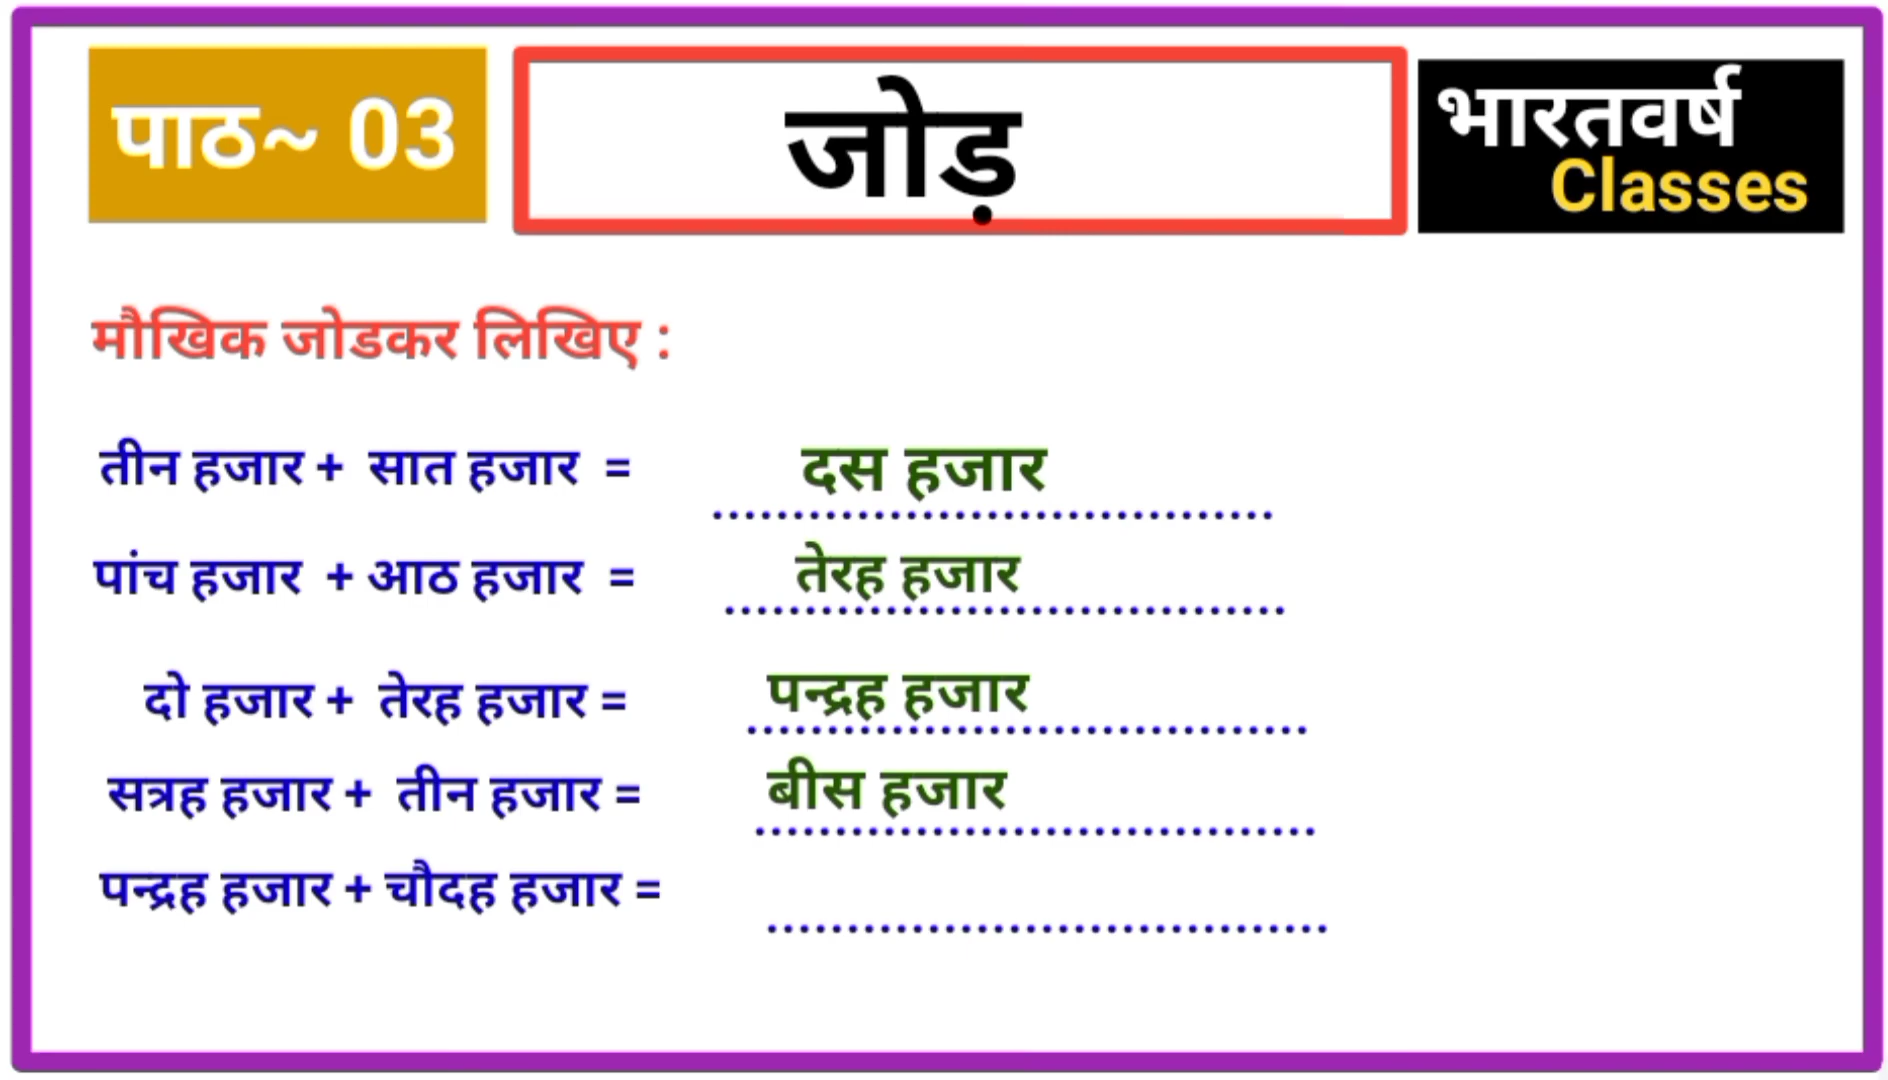 पाठ~ 03
जोड़
भारतवर्ष
Classes
मौखिक जोडकर लिखिए :
तीन हजार + सात हजार = दस हजार
पांच हजार + आठ हजार = तेरह हजार
दो हजार + तेरह हजार = पन्द्रह हजार
सत्रह हजार + तीन हजार = बीस हजार
पन्द्रह हजार + चौदह हजार =